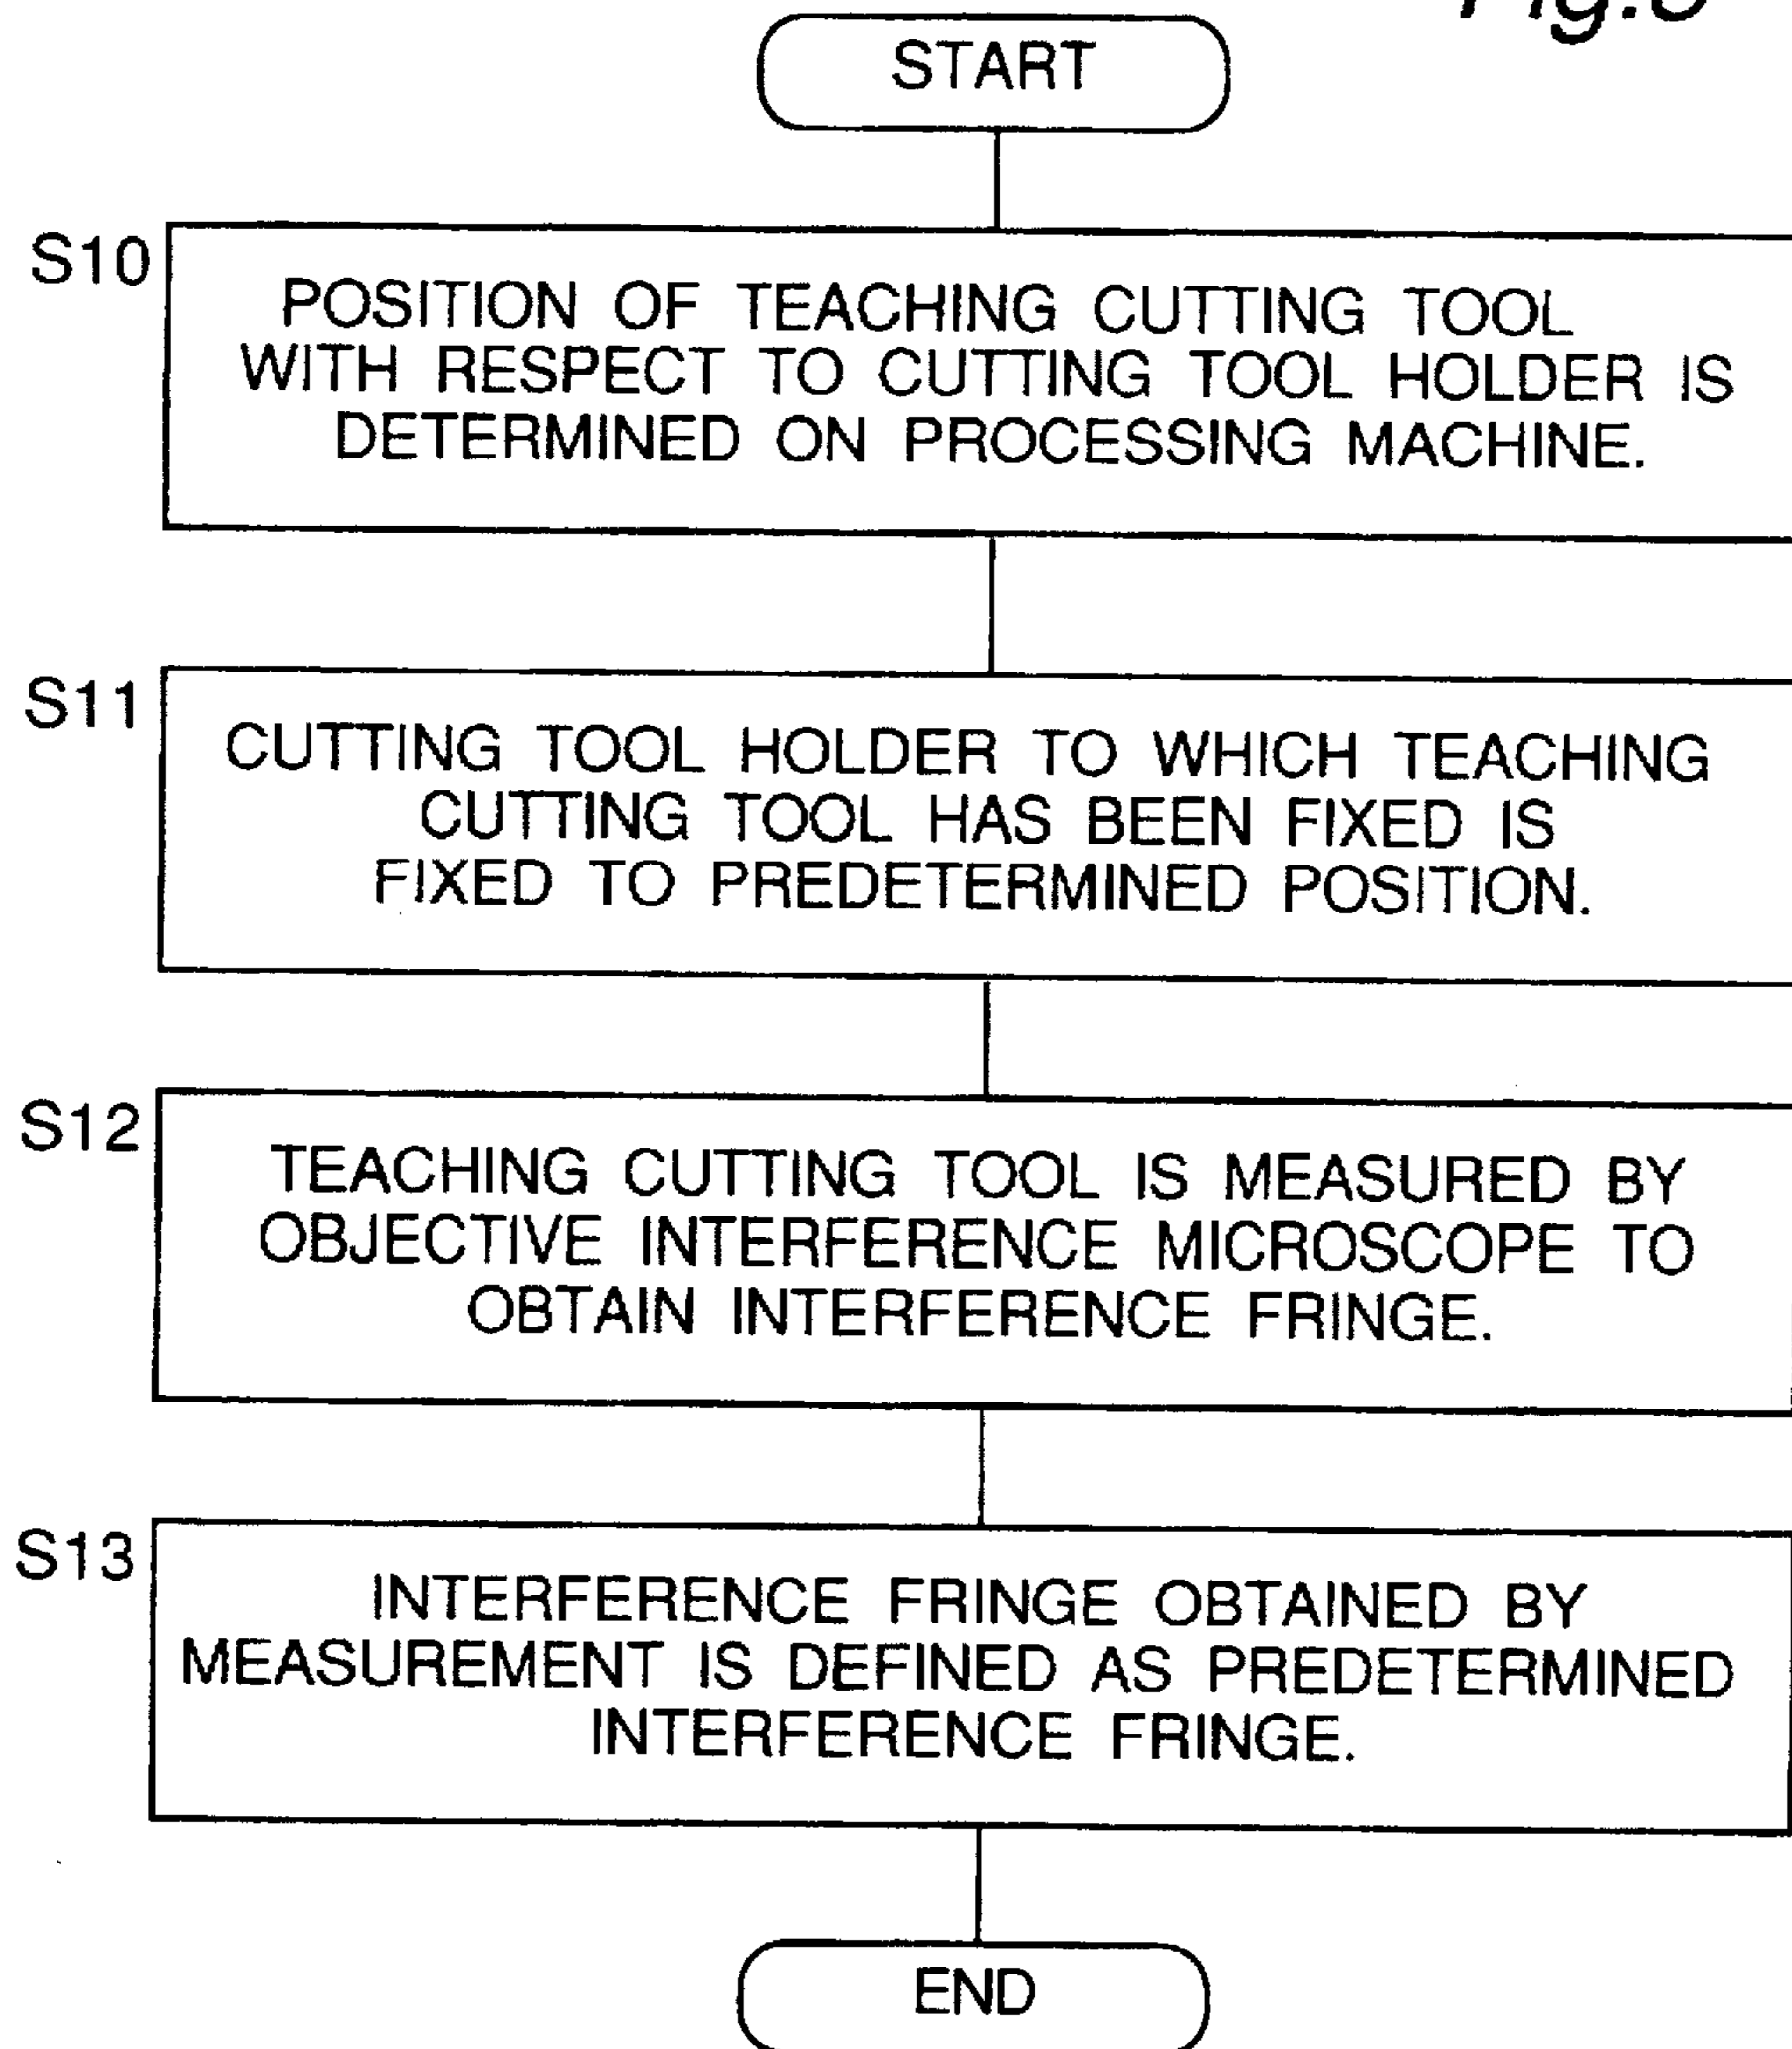 START
S10
POSITION OF TEACHING CUTTING TOOL
WITH RESPECT TO CUTTING TOOL HOLDER IS
DETERMINED ON PROCESSING MACHINE.
S11
CUTTING TOOL HOLDER TO WHICH TEACHING
CUTTING TOOL HAS BEEN FIXED IS
FIXED TO PREDETERMINED POSITION.
S12
TEACHING CUTTING TOOL IS MEASURED BY
OBJECTIVE INTERFERENCE MICROSCOPE TO
OBTAIN INTERFERENCE FRINGE.
S13
INTERFERENCE FRINGE OBTAINED BY
MEASUREMENT IS DEFINED AS PREDETERMINED
INTERFERENCE FRINGE.
END